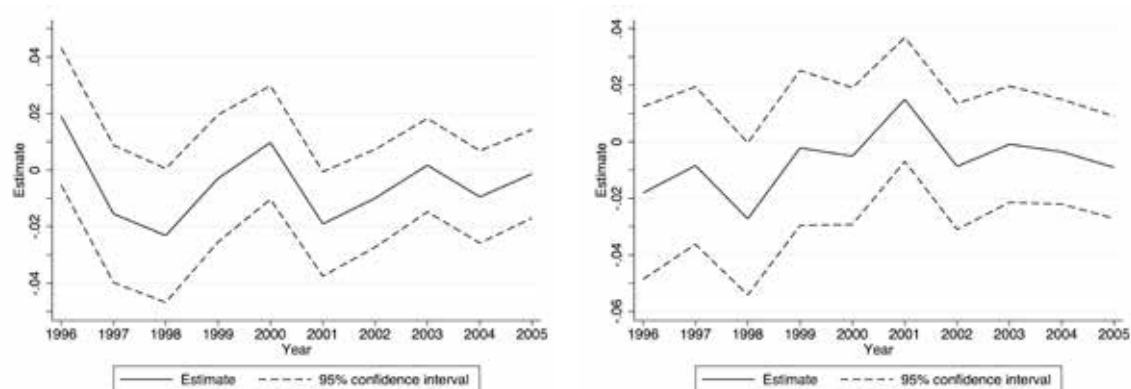 .04
.02
0
-.02
-.04
Estimate
1996 1997 1998 1999 2000 2001 2002 2003 2004 2005
Year
Estimate 95% confidence interval
.04
.02
0
-.02
-.04
-.06
Estimate
1996 1997 1998 1999 2000 2001 2002 2003 2004 2005
Year
Estimate 95% confidence interval